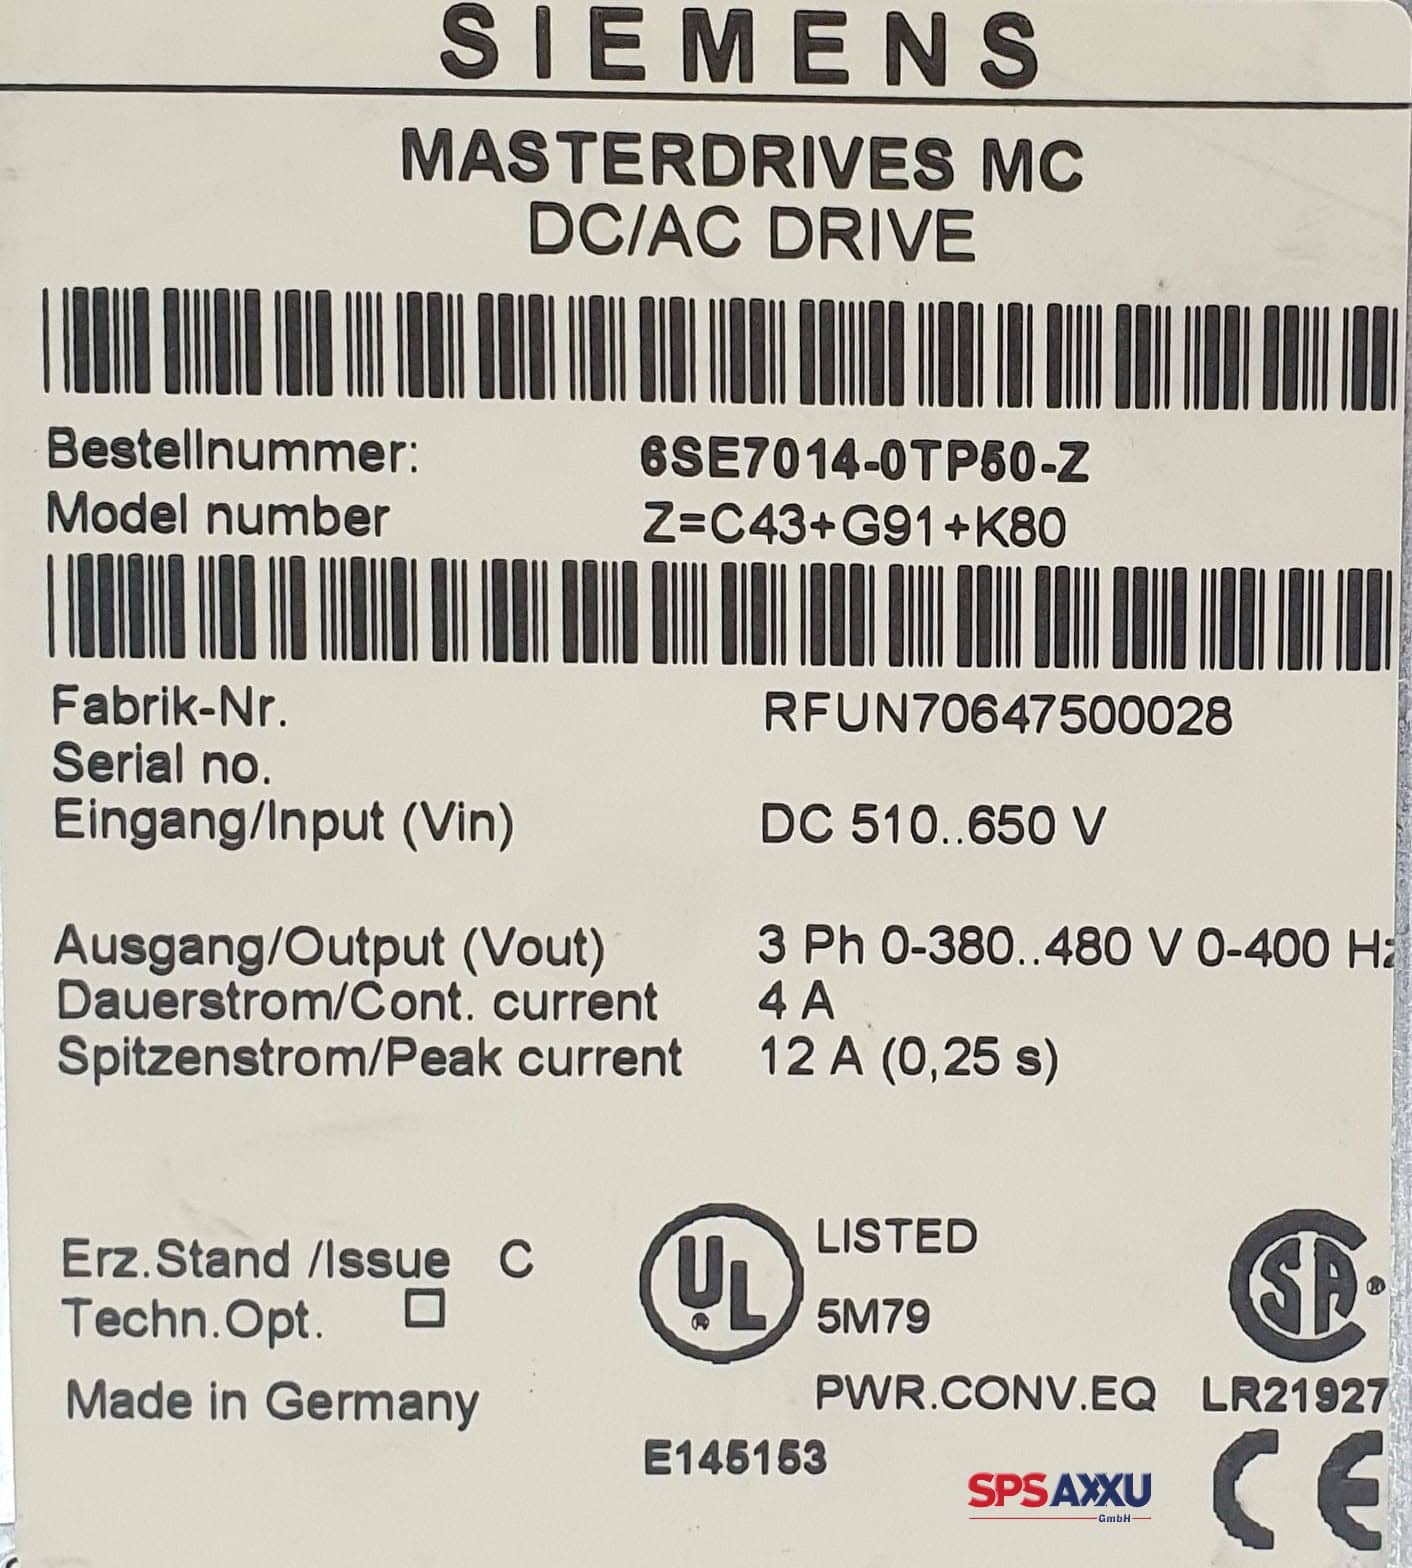 SIEMENS
MASTERDRIVES MC
DC/AC DRIVE
Bestellnummer: 6SE7014-0TP50-Z
Model number Z=C43+G91+K80
Fabrik-Nr. RFUN70647500028
Serial no.
Eingang/Input (Vin) DC 510..650 V
Ausgang/Output (Vout) 3 Ph 0-380..480 V 0-400 Hz
Dauerstrom/Cont. current 4 A
Spitzenstrom/Peak current 12 A (0,25 s)
Erz.Stand /Issue C
Techn.Opt. ☐
Made in Germany
UL ® LISTED
5M79
PWR.CONV.EQ
E145153
CSA ®
LR21927
CE
SPSAXXU
GmbH